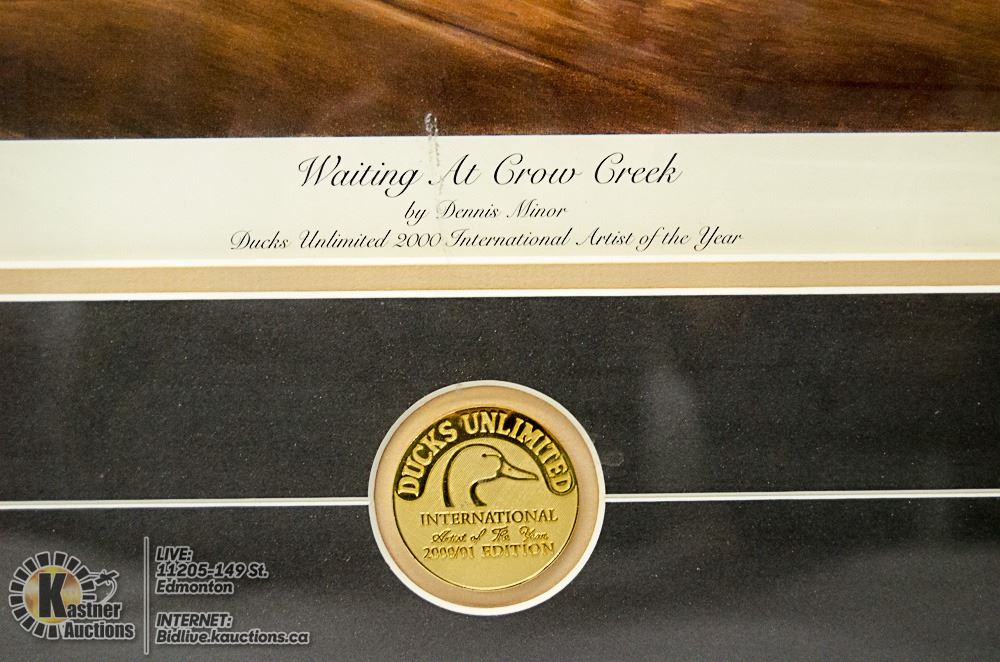 Waiting At Crow Creek
by Dennis Minor
Ducks Unlimited 2000 International Artist of the Year
DUCKS UNLIMITED
INTERNATIONAL
Artist of The Year
2000/01 EDITION
Kastner
Auctions
LIVE:
11205-149 St.
Edmonton
INTERNET:
Bidlive.kauctions.ca